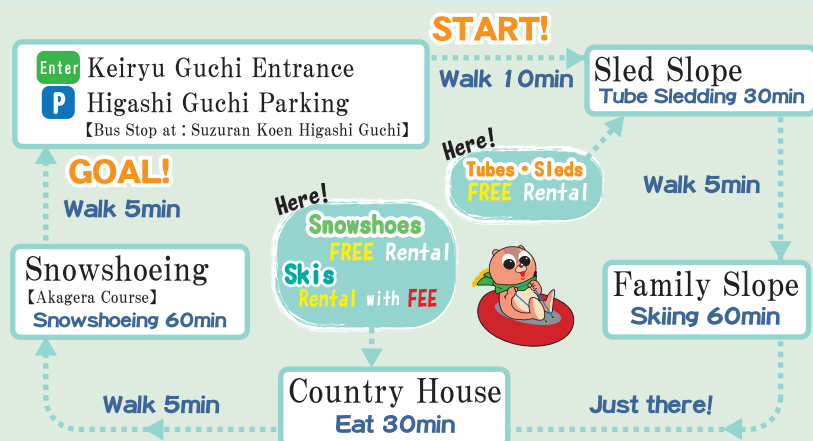 START!
Enter Keiryu Guchi Entrance
P Higashi Guchi Parking
【Bus Stop at：Suzuran Koen Higashi Guchi】
Walk 10min
Sled Slope
Tube Sledding 30min
Here!
Tubes・Sleds
FREE Rental
Walk 5min
Family Slope
Skiing 60min
Just there!
Here!
Snowshoes
FREE Rental
Skis
Rental with FEE
Country House
Eat 30min
Walk 5min
Snowshoeing
【Akagera Course】
Snowshoeing 60min
GOAL!
Walk 5min